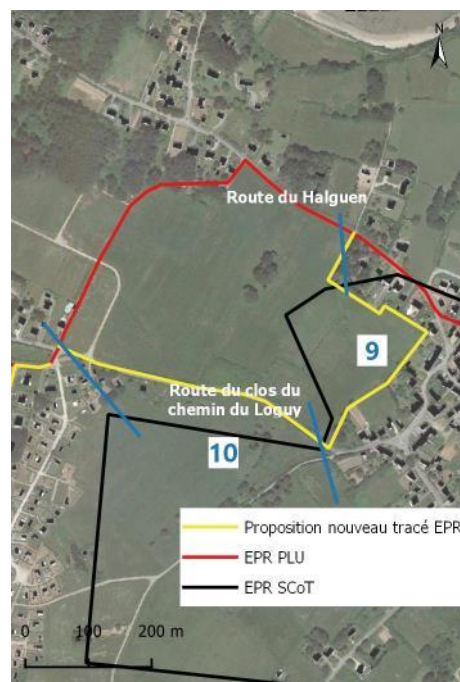 N
Route du Halguen
9
Route du clos du
chemin du Loguy
10
Proposition nouveau tracé EPR
EPR PLU
EPR SCoT
0 100 200 m